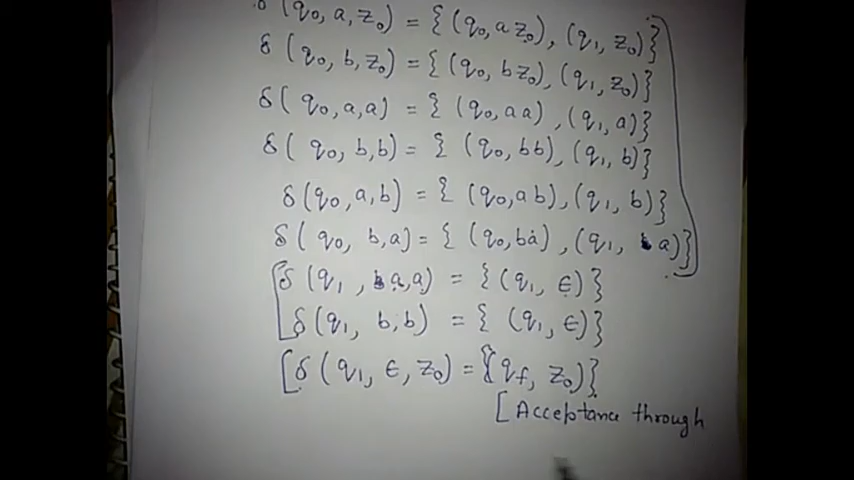 δ (q₀, a, z₀) = {(q₀, a z₀), (q₁, z₀)}
δ (q₀, b, z₀) = {(q₀, b z₀), (q₁, z₀)}
δ (q₀, a, a) = {(q₀, a a), (q₁, a)}
δ (q₀, b, b) = {(q₀, b b), (q₁, b)}
δ (q₀, a, b) = {(q₀, a b), (q₁, b)}
δ (q₀, b, a) = {(q₀, b a), (q₁, a)}
[δ (q₁, a, a) = {(q₁, ϵ)}
δ (q₁, b, b) = {(q₁, ϵ)}
[δ (q₁, ϵ, z₀) = {(q_f, z₀)}
[Acceptance through